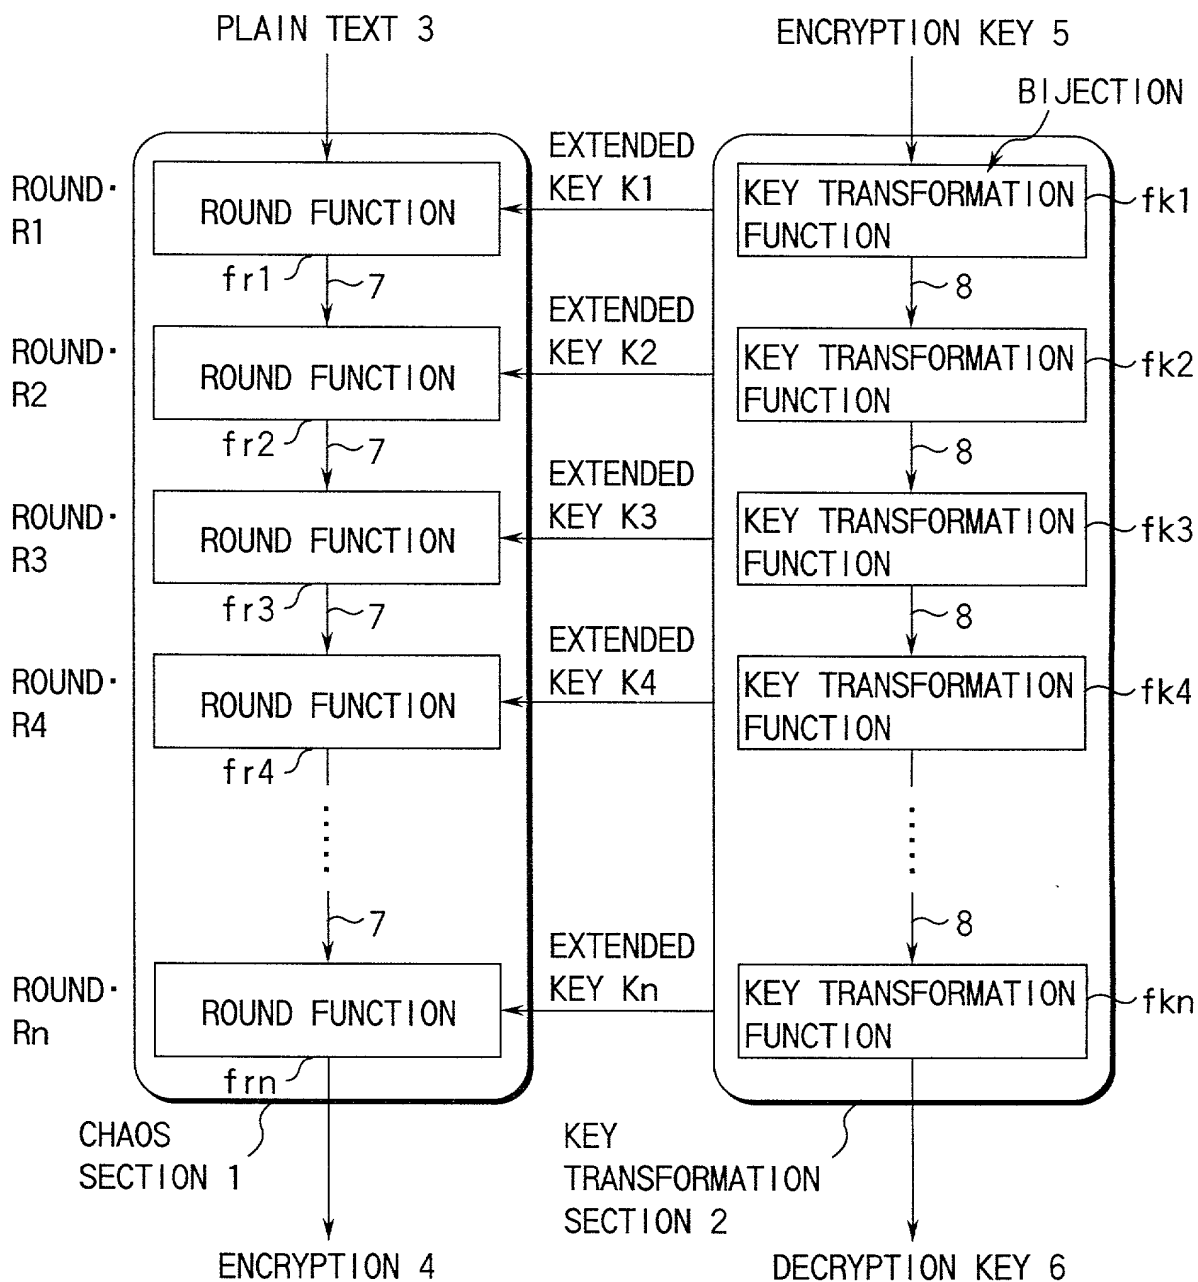 PLAIN TEXT 3
ENCRYPTION KEY 5
BIJECTION
ROUND·
R1
ROUND FUNCTION
fr1
7
EXTENDED
KEY K1
KEY TRANSFORMATION
FUNCTION
fk1
8
ROUND·
R2
ROUND FUNCTION
fr2
7
EXTENDED
KEY K2
KEY TRANSFORMATION
FUNCTION
fk2
8
ROUND·
R3
ROUND FUNCTION
fr3
7
EXTENDED
KEY K3
KEY TRANSFORMATION
FUNCTION
fk3
8
ROUND·
R4
ROUND FUNCTION
fr4
EXTENDED
KEY K4
KEY TRANSFORMATION
FUNCTION
fk4
7
8
ROUND·
Rn
ROUND FUNCTION
frn
EXTENDED
KEY Kn
KEY TRANSFORMATION
FUNCTION
fkn
CHAOS
SECTION 1
KEY
TRANSFORMATION
SECTION 2
ENCRYPTION 4
DECRYPTION KEY 6